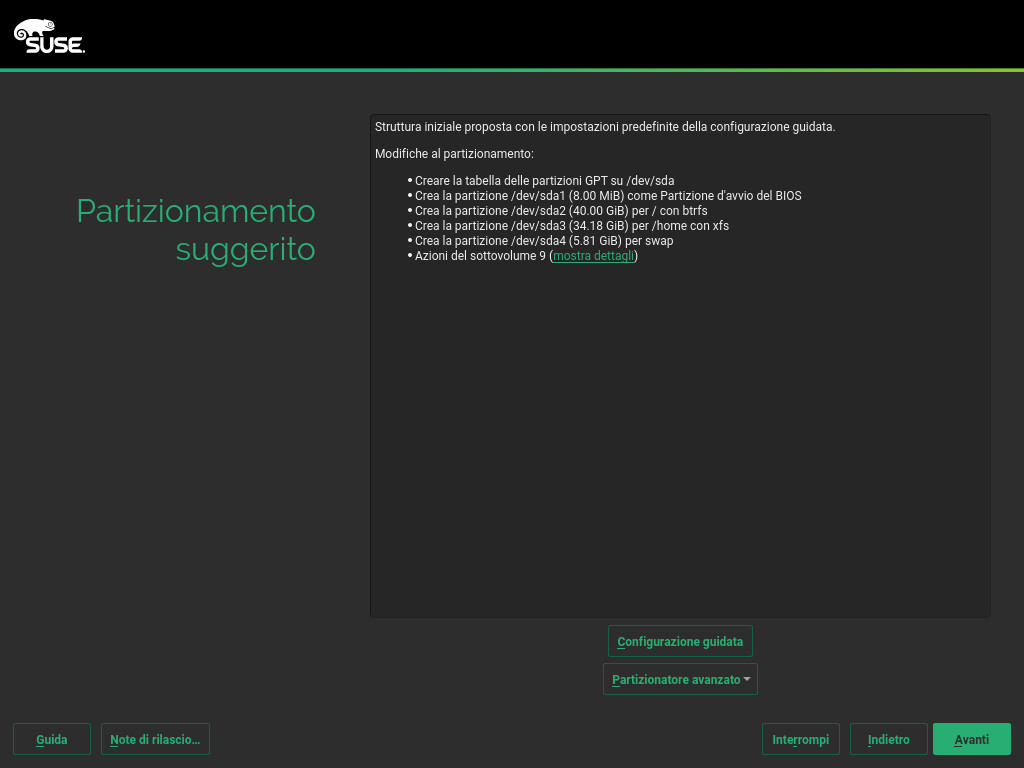 SUSE.
Partizionamento
suggerito
Struttura iniziale proposta con le impostazioni predefinite della configurazione guidata.
Modifiche al partizionamento:
• Creare la tabella delle partizioni GPT su /dev/sda
• Crea la partizione /dev/sda1 (8.00 MiB) come Partizione d'avvio del BIOS
• Crea la partizione /dev/sda2 (40.00 GiB) per / con btrfs
• Crea la partizione /dev/sda3 (34.18 GiB) per /home con xfs
• Crea la partizione /dev/sda4 (5.81 GiB) per swap
• Azioni del sottovolume 9 (mostra dettagli)
Configurazione guidata
Partizionatore avanzato
Guida Note di rilascio... Interrompi Indietro Avanti